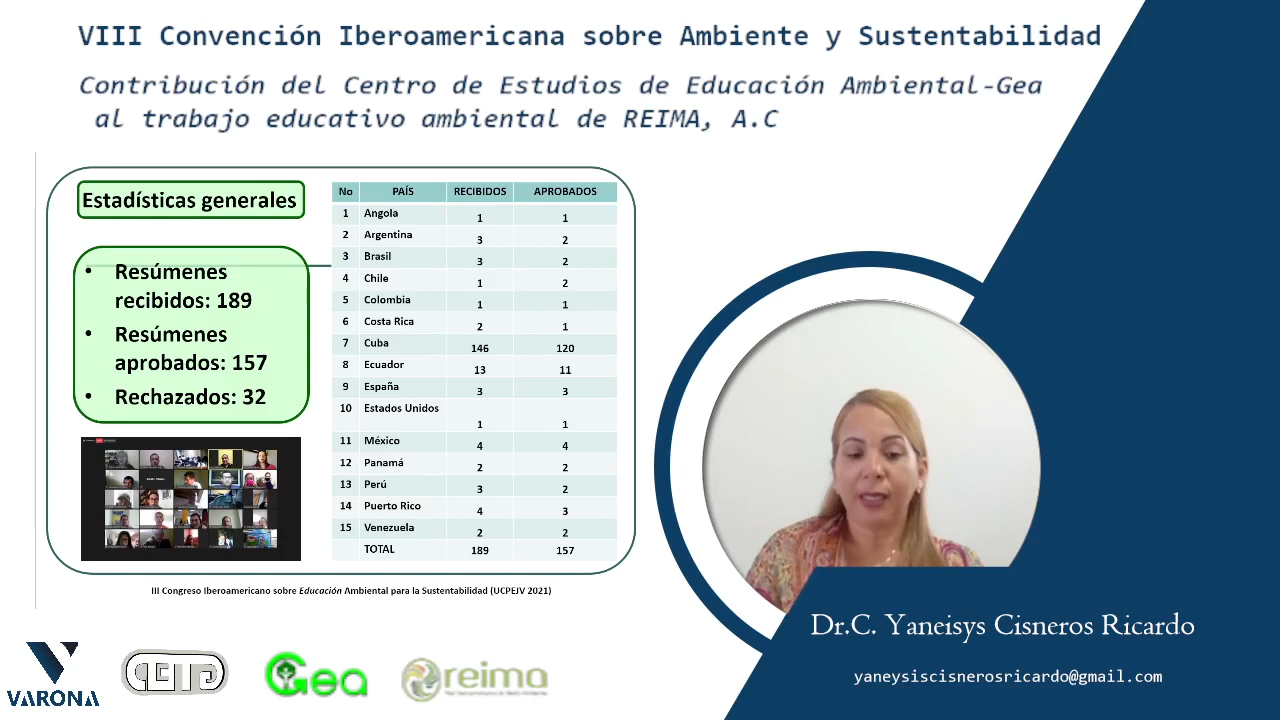 VIII Convención Iberoamericana sobre Ambiente y Sustentabilidad
Contribución del Centro de Estudios de Educación Ambiental-Gea
al trabajo educativo ambiental de REIMA, A.C
Estadísticas generales
• Resúmenes
recibidos: 189
• Resúmenes
aprobados: 157
• Rechazados: 32
No PAÍS RECIBIDOS APROBADOS
1 Angola 1 1
2 Argentina 3 2
3 Brasil 3 2
4 Chile 1 2
5 Colombia 1 1
6 Costa Rica 2 1
7 Cuba 146 120
8 Ecuador 13 11
9 España 3 3
10 Estados Unidos 1 1
11 México 4 4
12 Panamá 2 2
13 Perú 3 2
14 Puerto Rico 4 3
15 Venezuela 2 2
TOTAL 189 157
III Congreso Iberoamericano sobre Educación Ambiental para la Sustentabilidad (UCPEJV 2021)
Dr.C. Yaneisys Cisneros Ricardo
yaneysiscisnerosricardo@gmail.com
VARONA
Gea
reima